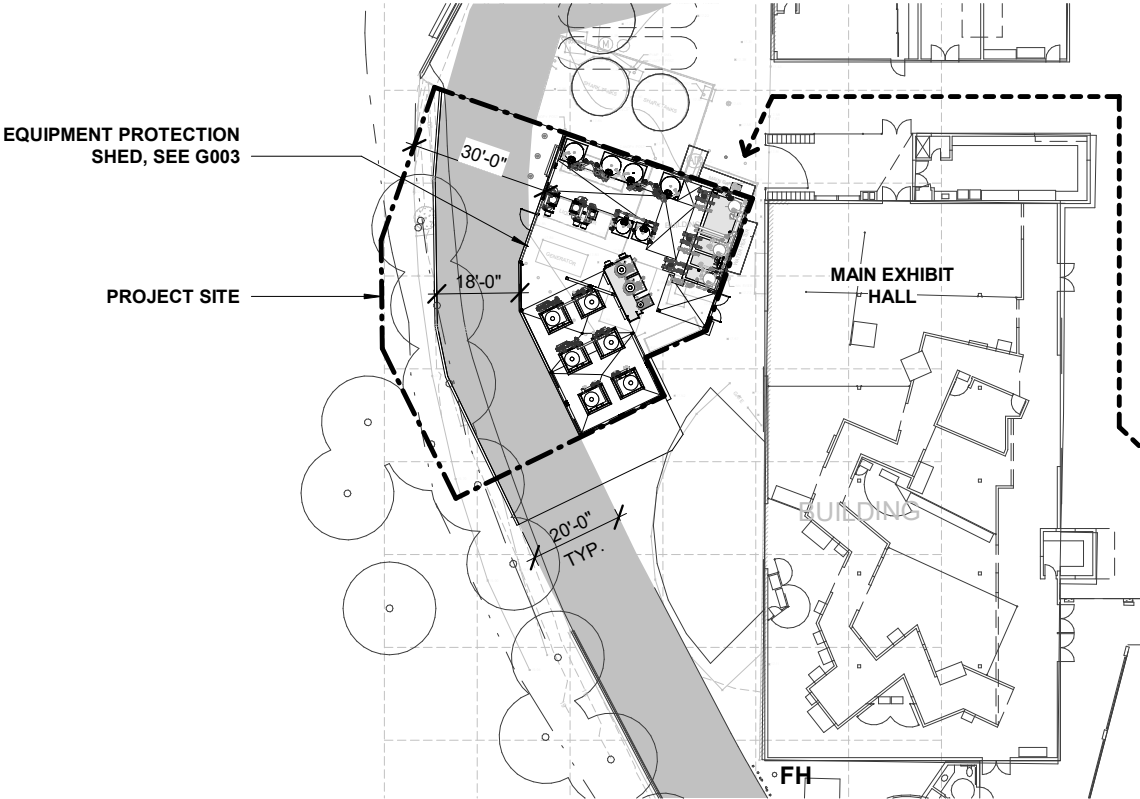 EQUIPMENT PROTECTION
SHED, SEE G003
30'-0"
PROJECT SITE
18'-0"
MAIN EXHIBIT
HALL
BUILDING
20'-0"
TYP.
FH
M
GENERATOR